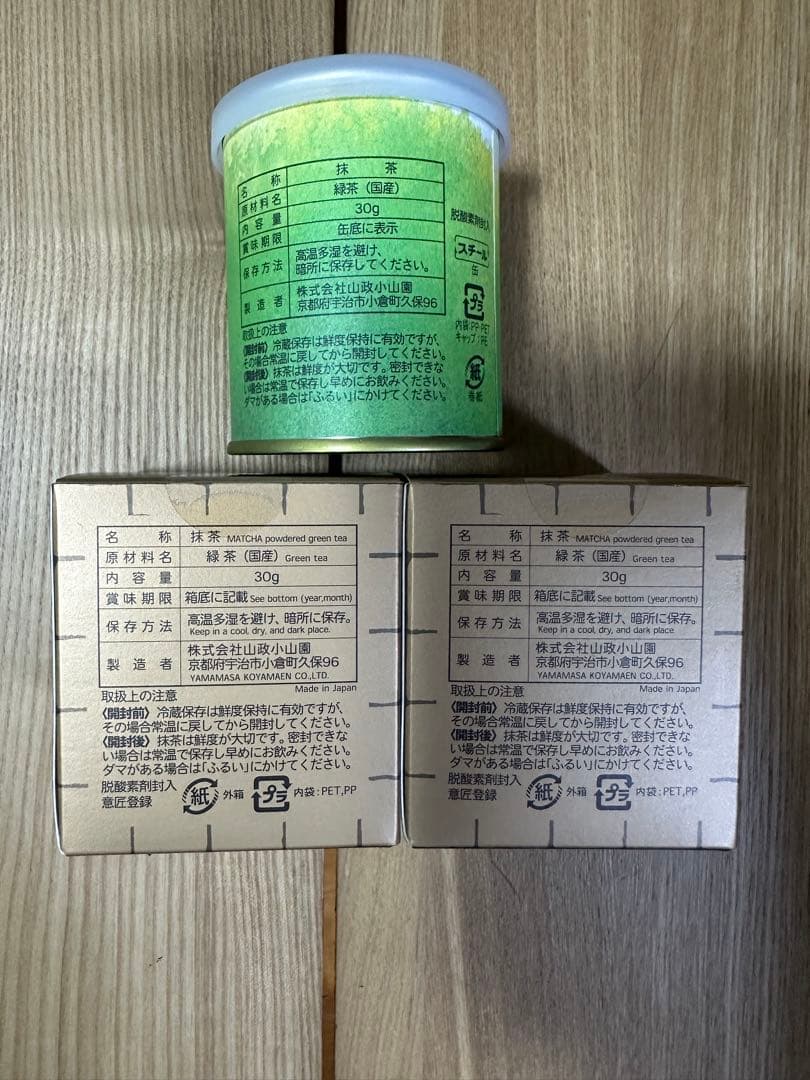 名称 抹茶
原材料名 緑茶（国産）
内容量 30g
賞味期限 缶底に表示
保存方法 高温多湿を避け、
暗所に保存してください。
製造者 株式会社山政小山園
京都府宇治市小倉町久保96
取扱上の注意
〈開封前〉冷蔵保存は鮮度保持に有効ですが、
その場合常温に戻してから開封してください。
〈開封後〉抹茶は鮮度が大切です。密封できな
い場合は常温で保存し早めにお飲みください。
ダマがある場合は「ふるい」にかけてください。
脱酸素剤封入
スチール
缶
プラ
内袋:PP・PET
キャップ:PE
紙
巻紙
名称 抹茶 MATCHA powdered green tea
原材料名 緑茶（国産）Green tea
内容量 30g
賞味期限 箱底に記載 See bottom (year,month)
保存方法 高温多湿を避け、暗所に保存。
Keep in a cool, dry, and dark place.
製造者 株式会社山政小山園
京都府宇治市小倉町久保96
YAMAMASA KOYAMAEN CO.,LTD.
Made in Japan
取扱上の注意
〈開封前〉冷蔵保存は鮮度保持に有効ですが、
その場合常温に戻してから開封してください。
〈開封後〉抹茶は鮮度が大切です。密封できな
い場合は常温で保存し早めにお飲みください。
ダマがある場合は「ふるい」にかけてください。
脱酸素剤封入
意匠登録
紙 外箱 プラ 内袋:PET,PP
名称 抹茶 MATCHA powdered green tea
原材料名 緑茶（国産）Green tea
内容量 30g
賞味期限 箱底に記載 See bottom (year,month)
保存方法 高温多湿を避け、暗所に保存。
Keep in a cool, dry, and dark place.
製造者 株式会社山政小山園
京都府宇治市小倉町久保96
YAMAMASA KOYAMAEN CO.,LTD.
Made in Japan
取扱上の注意
〈開封前〉冷蔵保存は鮮度保持に有効ですが、
その場合常温に戻してから開封してください。
〈開封後〉抹茶は鮮度が大切です。密封できな
い場合は常温で保存し早めにお飲みください。
ダマがある場合は「ふるい」にかけてください。
脱酸素剤封入
意匠登録
紙 外箱 プラ 内袋:PET,PP